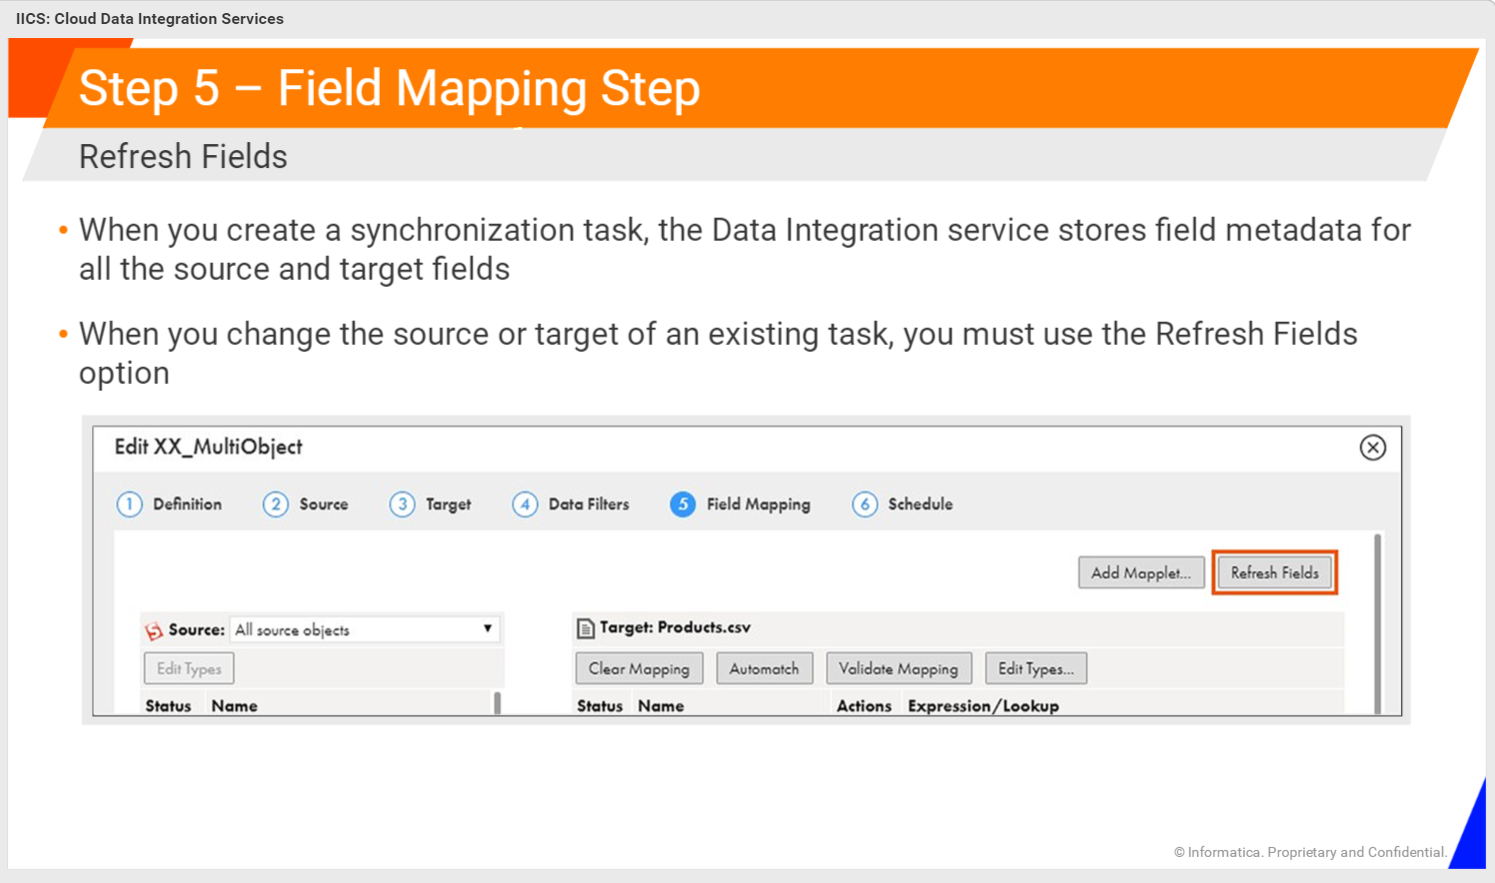 IICS: Cloud Data Integration Services
Step 5 – Field Mapping Step
Refresh Fields
• When you create a synchronization task, the Data Integration service stores field metadata for
all the source and target fields
• When you change the source or target of an existing task, you must use the Refresh Fields
option
Edit XX_MultiObject
1 Definition 2 Source 3 Target 4 Data Filters 5 Field Mapping 6 Schedule
Add Mapplet... Refresh Fields
Source: All source objects Target: Products.csv
Edit Types Clear Mapping Automatch Validate Mapping Edit Types...
Status Name Status Name Actions Expression/Lookup
© Informatica. Proprietary and Confidential.